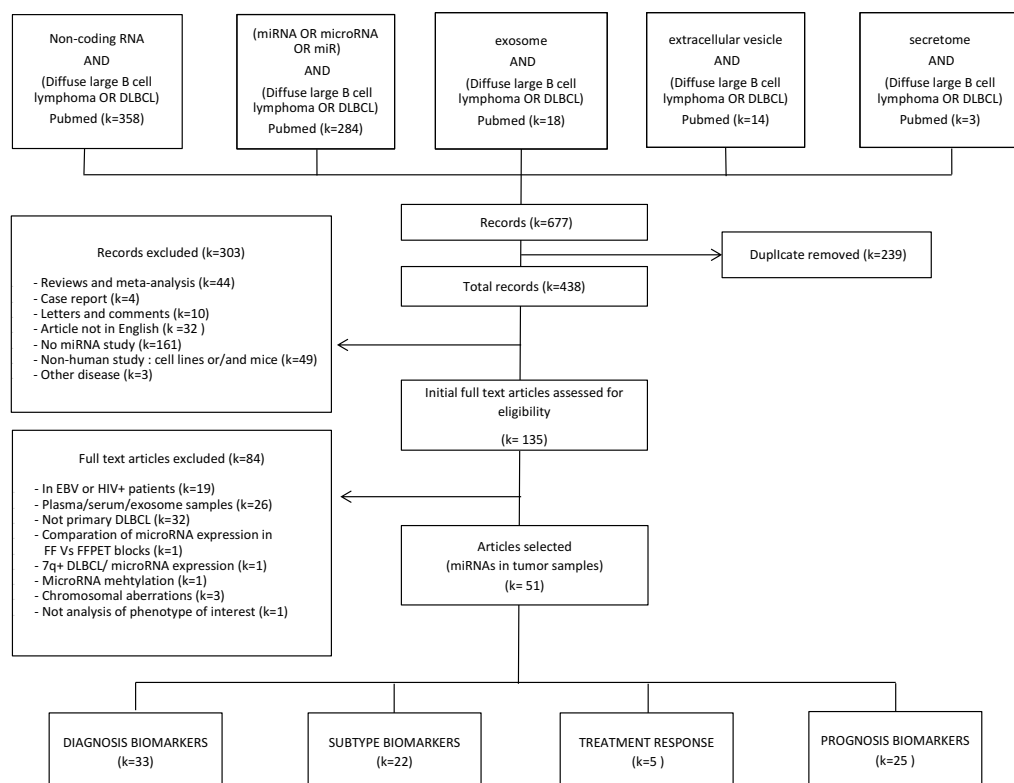 Non-coding RNA
AND
(Diffuse large B cell
lymphoma OR DLBCL)
Pubmed (k=358)
(miRNA OR microRNA
OR miR)
AND
(Diffuse large B cell
lymphoma OR DLBCL)
Pubmed (k=284)
exosome
AND
(Diffuse large B cell
lymphoma OR DLBCL)
Pubmed (k=18)
extracellular vesicle
AND
(Diffuse large B cell
lymphoma OR DLBCL)
Pubmed (k=14)
secretome
AND
(Diffuse large B cell
lymphoma OR DLBCL)
Pubmed (k=3)
Records (k=677)
Duplicate removed (k=239)
Total records (k=438)
Records excluded (k=303)
- Reviews and meta-analysis (k=44)
- Case report (k=4)
- Letters and comments (k=10)
- Article not in English (k =32 )
- No miRNA study (k=161)
- Non-human study : cell lines or/and mice (k=49)
- Other disease (k=3)
Initial full text articles assessed for
eligibility
(k= 135)
Full text articles excluded (k=84)
- In EBV or HIV+ patients (k=19)
- Plasma/serum/exosome samples (k=26)
- Not primary DLBCL (k=32)
- Comparation of microRNA expression in
FF Vs FFPET blocks (k=1)
- 7q+ DLBCL/ microRNA expression (k=1)
- MicroRNA mehtylation (k=1)
- Chromosomal aberrations (k=3)
- Not analysis of phenotype of interest (k=1)
Articles selected
(miRNAs in tumor samples)
(k= 51)
DIAGNOSIS BIOMARKERS
(k=33)
SUBTYPE BIOMARKERS
(k=22)
TREATMENT RESPONSE
(k=5 )
PROGNOSIS BIOMARKERS
(k=25 )